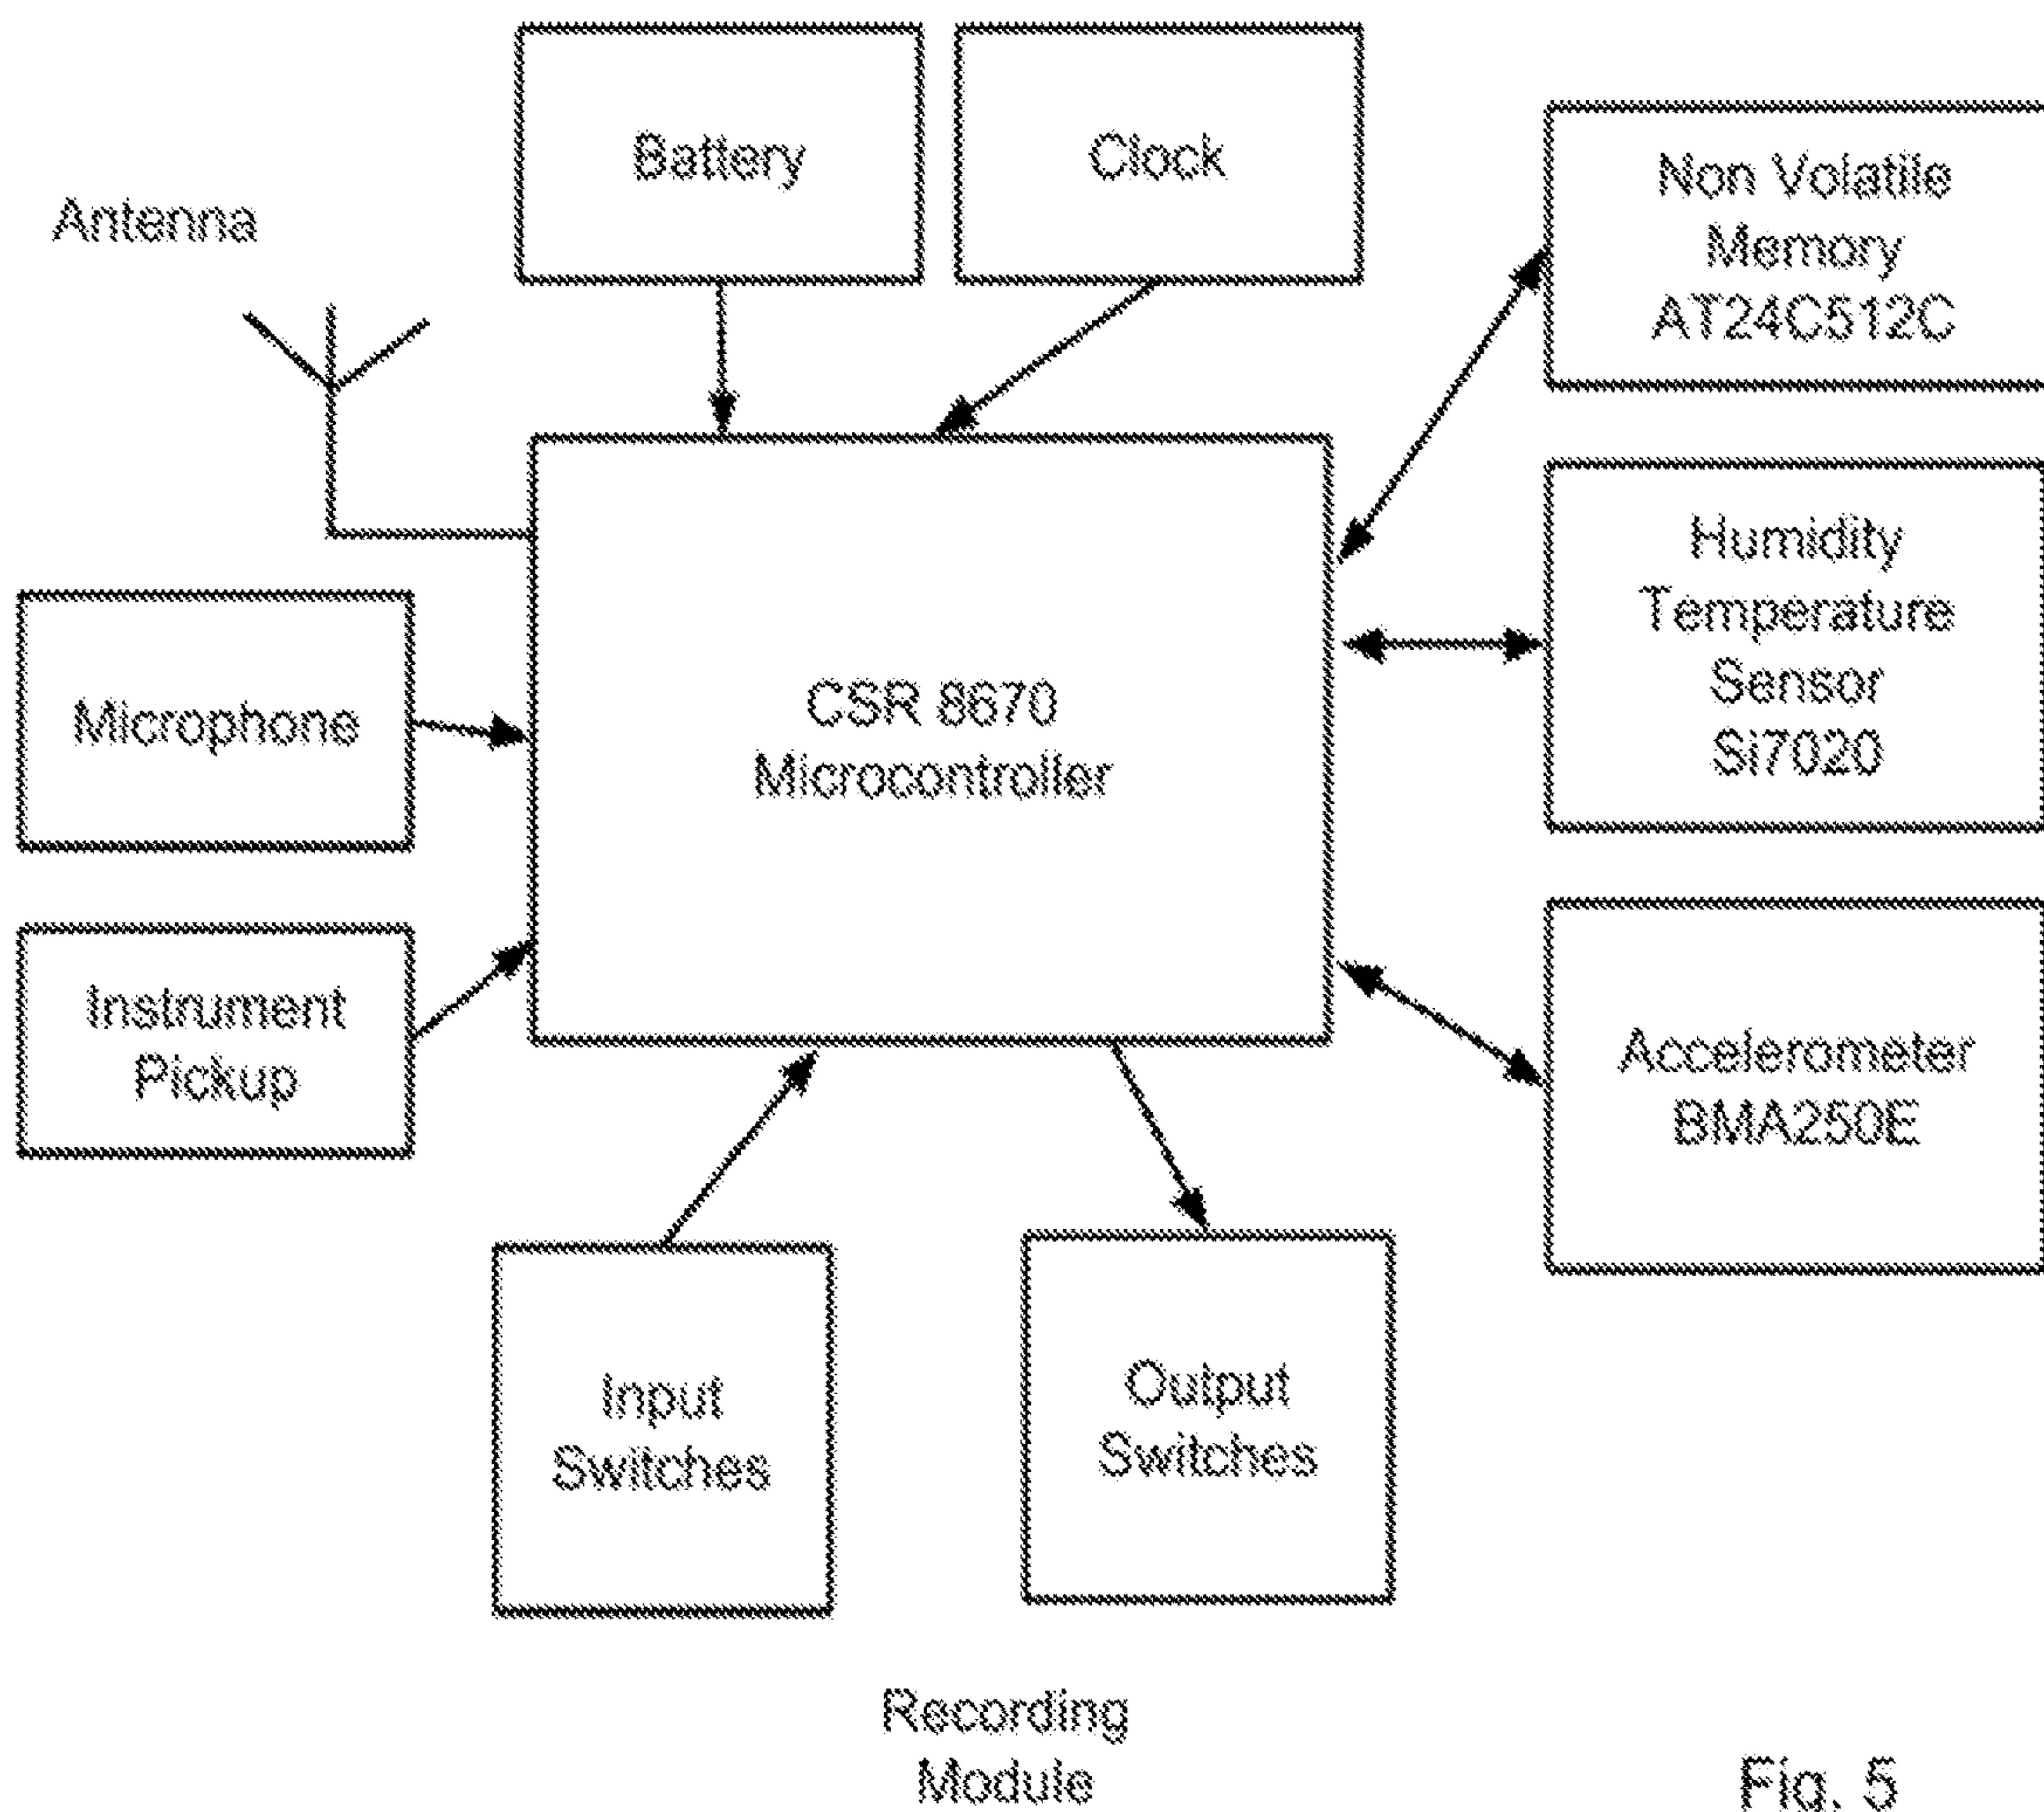 Battery
Clock
Antenna
Non Volatile
Memory
AT24C512C
Humidity
Temperature
Sensor
Si7020
Microphone
CSR 8670
Microcontroller
Instrument
Pickup
Accelerometer
BMA250E
Input
Switches
Output
Switches
Recording
Module
Fig. 5